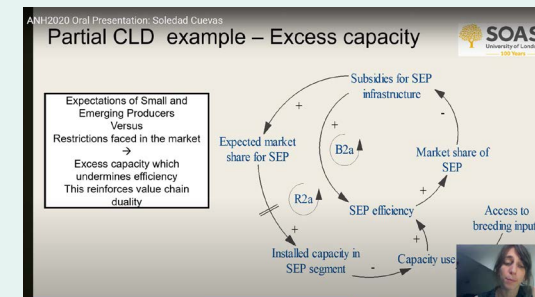 ANH2020 Oral Presentation: Soledad Cuevas
Partial CLD example – Excess capacity
SOAS
University of Lond
100 Years
Expectations of Small and
Emerging Producers
Versus
Restrictions faced in the market
→
Excess capacity which
undermines efficiency
This reinforces value chain
duality
Subsidies for SEP
infrastructure
+
+
-
Expected market
share for SEP
B2a
Market share of
SEP
R2a
+
SEP efficiency
Access to
breeding input
+
+
Installed capacity in
SEP segment
-
Capacity use